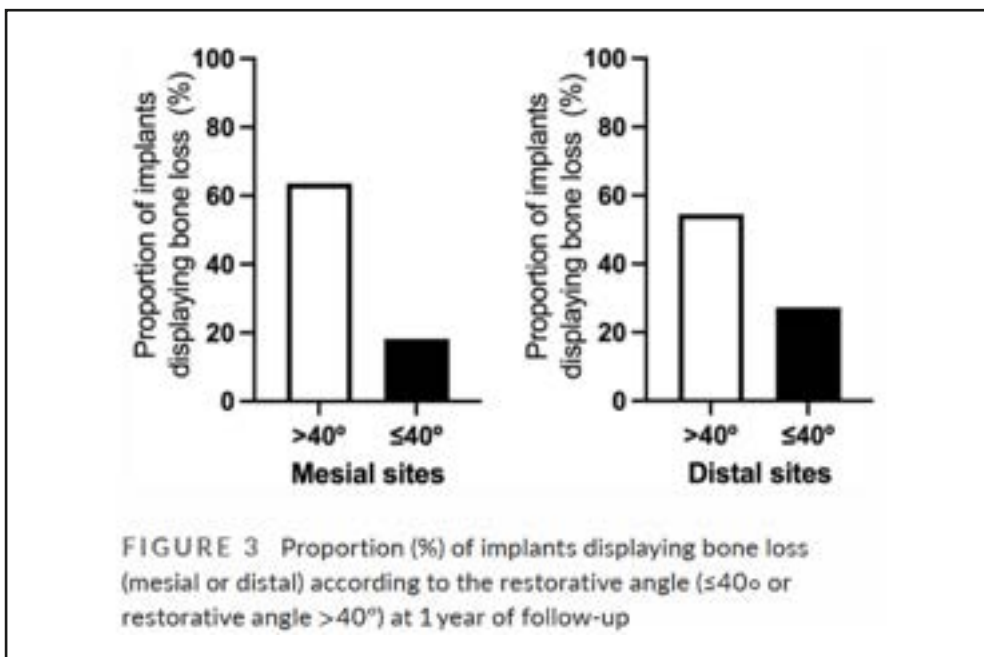 Proportion of implants
displaying bone loss (%)
100
80
60
40
20
0
>40º
≤40º
Mesial sites
Proportion of implants
displaying bone loss (%)
100
80
60
40
20
0
>40º
≤40º
Distal sites
FIGURE 3 Proportion (%) of implants displaying bone loss
(mesial or distal) according to the restorative angle (≤40o or
restorative angle >40º) at 1 year of follow-up